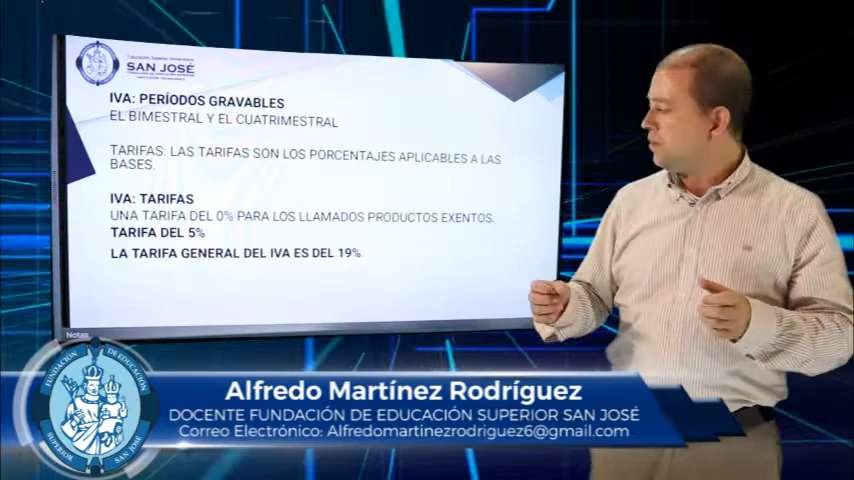 Educación Superior Universitaria
SAN JOSÉ
IVA: PERÍODOS GRAVABLES
EL BIMESTRAL Y EL CUATRIMESTRAL
TARIFAS: LAS TARIFAS SON LOS PORCENTAJES APLICABLES A LAS
BASES.
IVA: TARIFAS
UNA TARIFA DEL 0% PARA LOS LLAMADOS PRODUCTOS EXENTOS.
TARIFA DEL 5%
LA TARIFA GENERAL DEL IVA ES DEL 19%.
Notas
FUNDACIÓN DE EDUCACIÓN
SUPERIOR SAN JOSÉ
Alfredo Martínez Rodríguez
DOCENTE FUNDACIÓN DE EDUCACIÓN SUPERIOR SAN JOSÉ
Correo Electrónico: Alfredomartinezrodriguez6@gmail.com